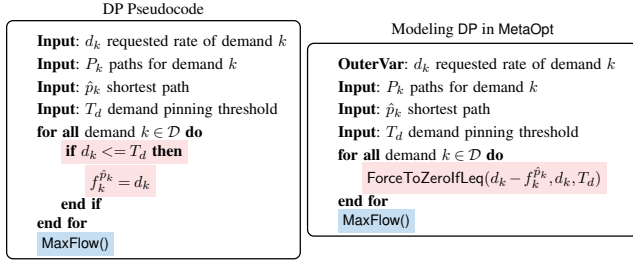 DP Pseudocode
Input: d_k requested rate of demand k
Input: P_k paths for demand k
Input: p̂_k shortest path
Input: T_d demand pinning threshold
for all demand k ∈ 𝒟 do
if d_k <= T_d then
f_k^{p̂_k} = d_k
end if
end for
MaxFlow()
Modeling DP in MetaOpt
OuterVar: d_k requested rate of demand k
Input: P_k paths for demand k
Input: p̂_k shortest path
Input: T_d demand pinning threshold
for all demand k ∈ 𝒟 do
ForceToZeroIfLeq(d_k − f_k^{p̂_k}, d_k, T_d)
end for
MaxFlow()